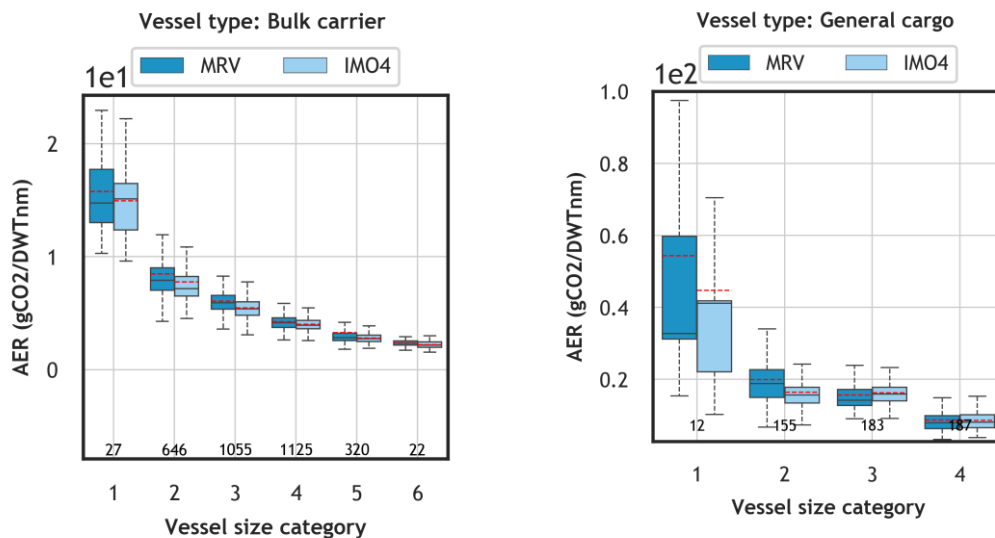 Vessel type: Bulk carrier
MRV IMO4
1e1
2
1
0
AER (gCO2/DWTnm)
27 646 1055 1125 320 22
1 2 3 4 5 6
Vessel size category
Vessel type: General cargo
MRV IMO4
1e2
1.0
0.8
0.6
0.4
0.2
AER (gCO2/DWTnm)
12 155 183 187
1 2 3 4
Vessel size category